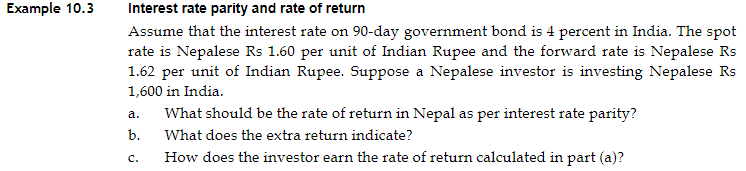 Example 10.3 Interest rate parity and rate of return
Assume that the interest rate on 90-day government bond is 4 percent in India. The spot
rate is Nepalese Rs 1.60 per unit of Indian Rupee and the forward rate is Nepalese Rs
1.62 per unit of Indian Rupee. Suppose a Nepalese investor is investing Nepalese Rs
1,600 in India.
a. What should be the rate of return in Nepal as per interest rate parity?
b. What does the extra return indicate?
c. How does the investor earn the rate of return calculated in part (a)?